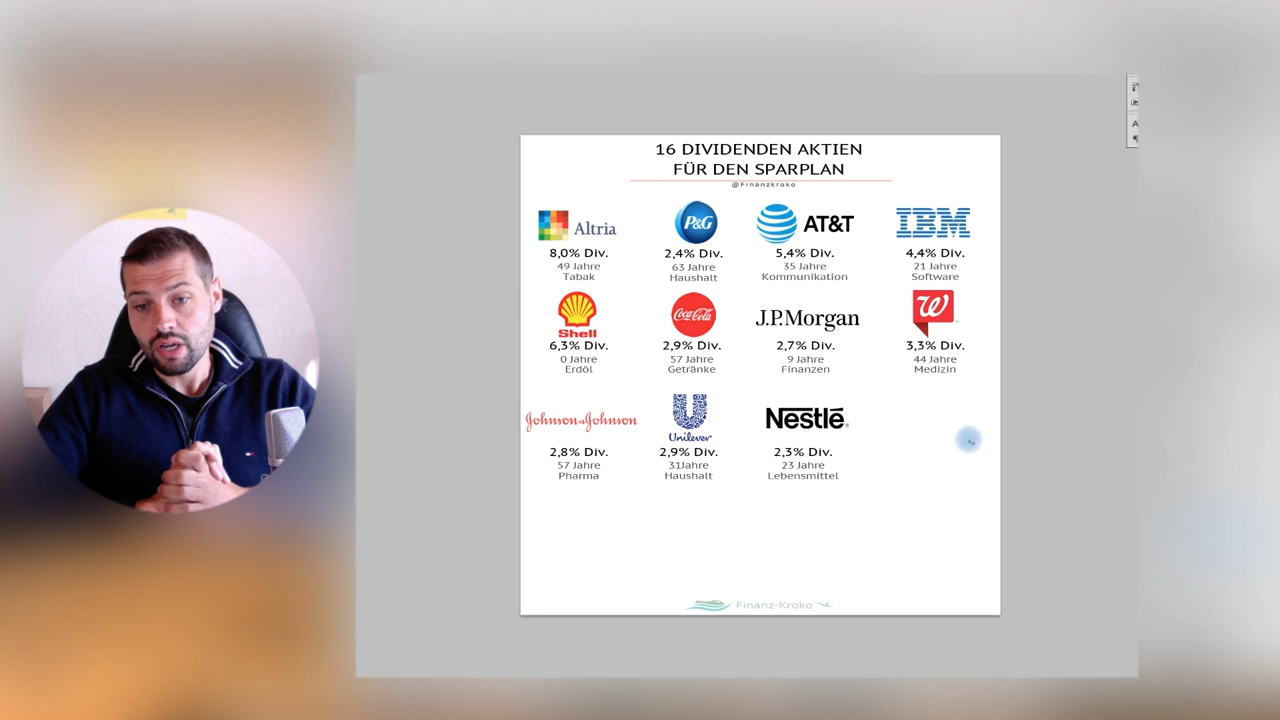 16 DIVIDENDEN AKTIEN
FÜR DEN SPARPLAN
@Finanzkroko
Altria
P&G
AT&T
IBM
8,0% Div.
2,4% Div.
5,4% Div.
4,4% Div.
49 Jahre
63 Jahre
35 Jahre
21 Jahre
Tabak
Haushalt
Kommunikation
Software
Shell
Coca-Cola
J.P.Morgan
W
6,3% Div.
2,9% Div.
2,7% Div.
3,3% Div.
0 Jahre
57 Jahre
9 Jahre
44 Jahre
Erdöl
Getränke
Finanzen
Medizin
Johnson&Johnson
Unilever
Nestlé
2,8% Div.
2,9% Div.
2,3% Div.
57 Jahre
31Jahre
23 Jahre
Pharma
Haushalt
Lebensmittel
Finanz-Kroko